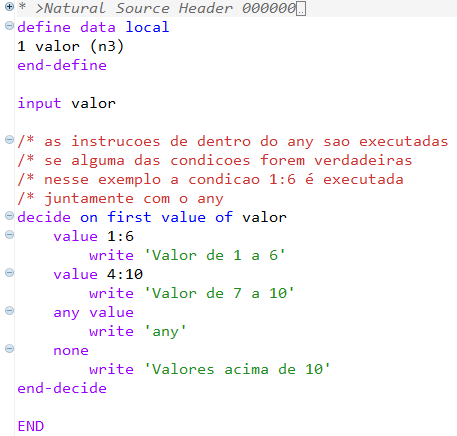 * >Natural Source Header 000000..
define data local
1 valor (n3)
end-define
input valor
/* as instrucoes de dentro do any sao executadas
/* se alguma das condicoes forem verdadeiras
/* nesse exemplo a condicao 1:6 é executada
/* juntamente com o any
decide on first value of valor
value 1:6
write 'Valor de 1 a 6'
value 4:10
write 'Valor de 7 a 10'
any value
write 'any'
none
write 'Valores acima de 10'
end-decide
END